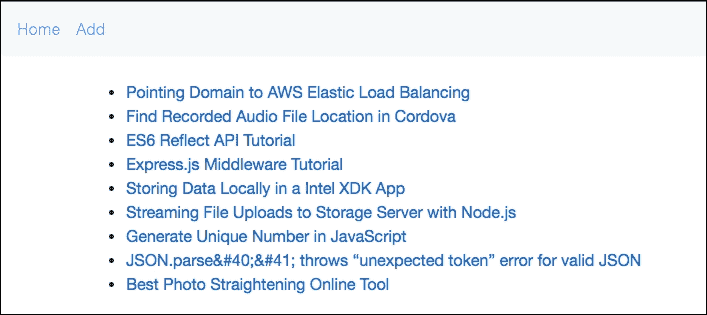 Home Add
Pointing Domain to AWS Elastic Load Balancing
Find Recorded Audio File Location in Cordova
ES6 Reflect API Tutorial
Express.js Middleware Tutorial
Storing Data Locally in a Intel XDK App
Streaming File Uploads to Storage Server with Node.js
Generate Unique Number in JavaScript
JSON.parse&#40;&#41; throws “unexpected token” error for valid JSON
Best Photo Straightening Online Tool